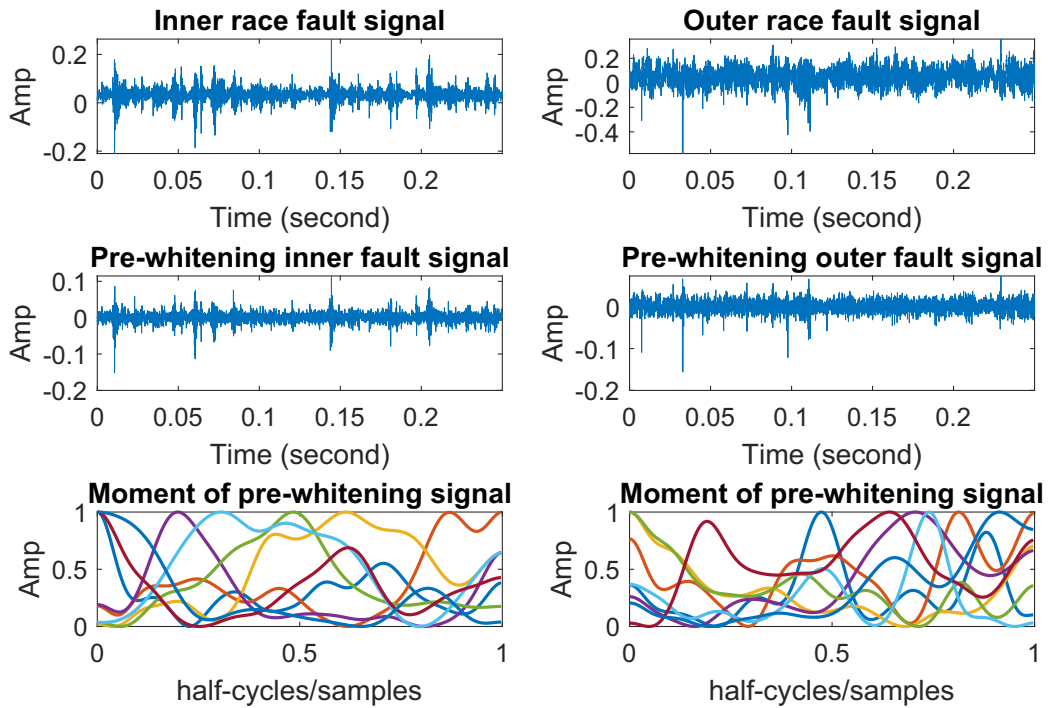 Inner race fault signal
Amp
0.2
0
-0.2
0 0.05 0.1 0.15 0.2
Time (second)
Outer race fault signal
Amp
0.2
0
-0.2
-0.4
0 0.05 0.1 0.15 0.2
Time (second)
Pre-whitening inner fault signal
Amp
0.1
0
-0.1
-0.2
0 0.05 0.1 0.15 0.2
Time (second)
Pre-whitening outer fault signal
Amp
0
-0.1
-0.2
0 0.05 0.1 0.15 0.2
Time (second)
Moment of pre-whitening signal
Amp
1
0.5
0
0 0.5 1
half-cycles/samples
Moment of pre-whitening signal
Amp
1
0.5
0
0 0.5 1
half-cycles/samples